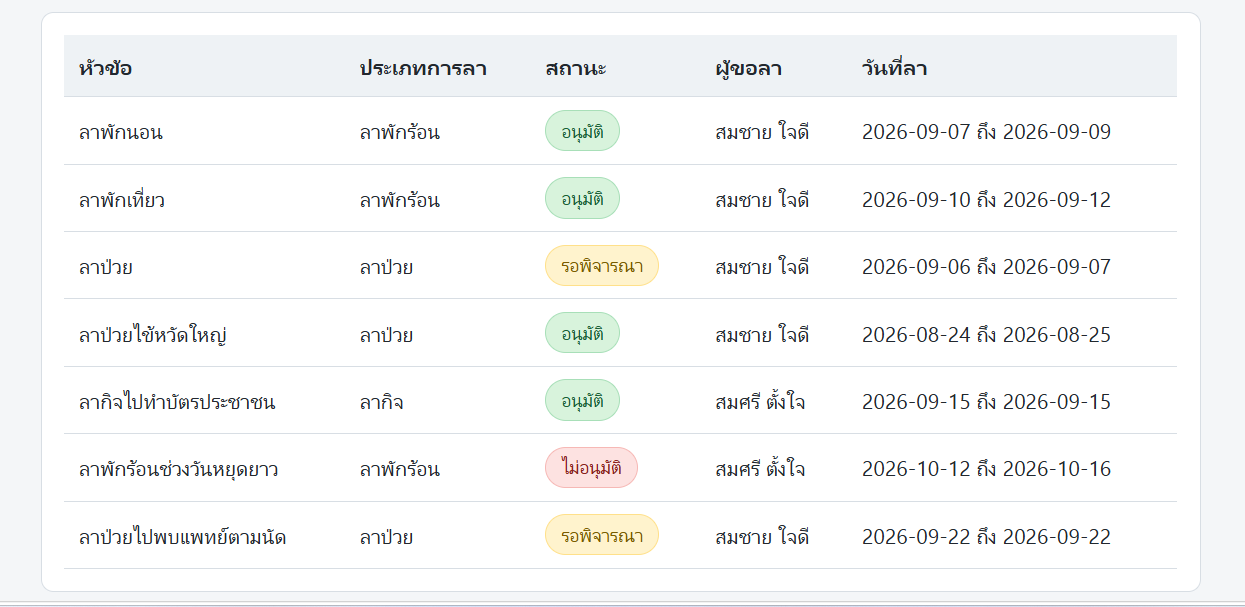 หัวข้อ ประเภทการลา สถานะ ผู้ขอลา วันที่ลา
ลาพักนอน ลาพักร้อน อนุมัติ สมชาย ใจดี 2026-09-07 ถึง 2026-09-09
ลาพักเที่ยว ลาพักร้อน อนุมัติ สมชาย ใจดี 2026-09-10 ถึง 2026-09-12
ลาป่วย ลาป่วย รอพิจารณา สมชาย ใจดี 2026-09-06 ถึง 2026-09-07
ลาป่วยไข้หวัดใหญ่ ลาป่วย อนุมัติ สมชาย ใจดี 2026-08-24 ถึง 2026-08-25
ลากิจไปทำบัตรประชาชน ลากิจ อนุมัติ สมศรี ตั้งใจ 2026-09-15 ถึง 2026-09-15
ลาพักร้อนช่วงวันหยุดยาว ลาพักร้อน ไม่อนุมัติ สมศรี ตั้งใจ 2026-10-12 ถึง 2026-10-16
ลาป่วยไปพบแพทย์ตามนัด ลาป่วย รอพิจารณา สมชาย ใจดี 2026-09-22 ถึง 2026-09-22